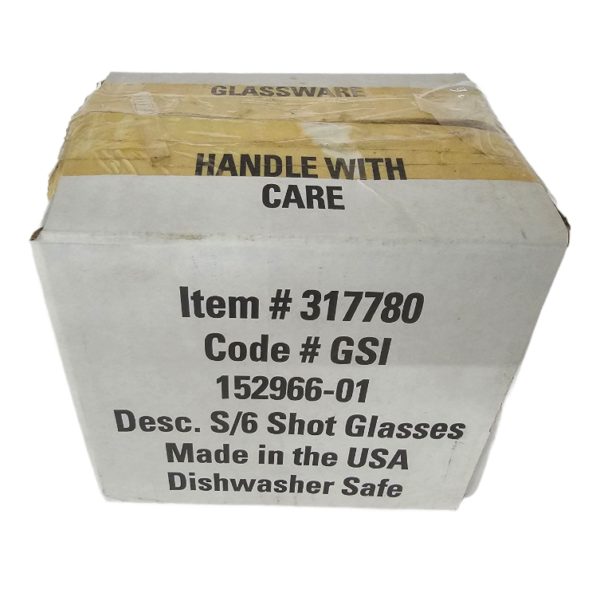 GLASSWARE
HANDLE WITH
CARE
Item # 317780
Code # GSI
152966-01
Desc. S/6 Shot Glasses
Made in the USA
Dishwasher Safe